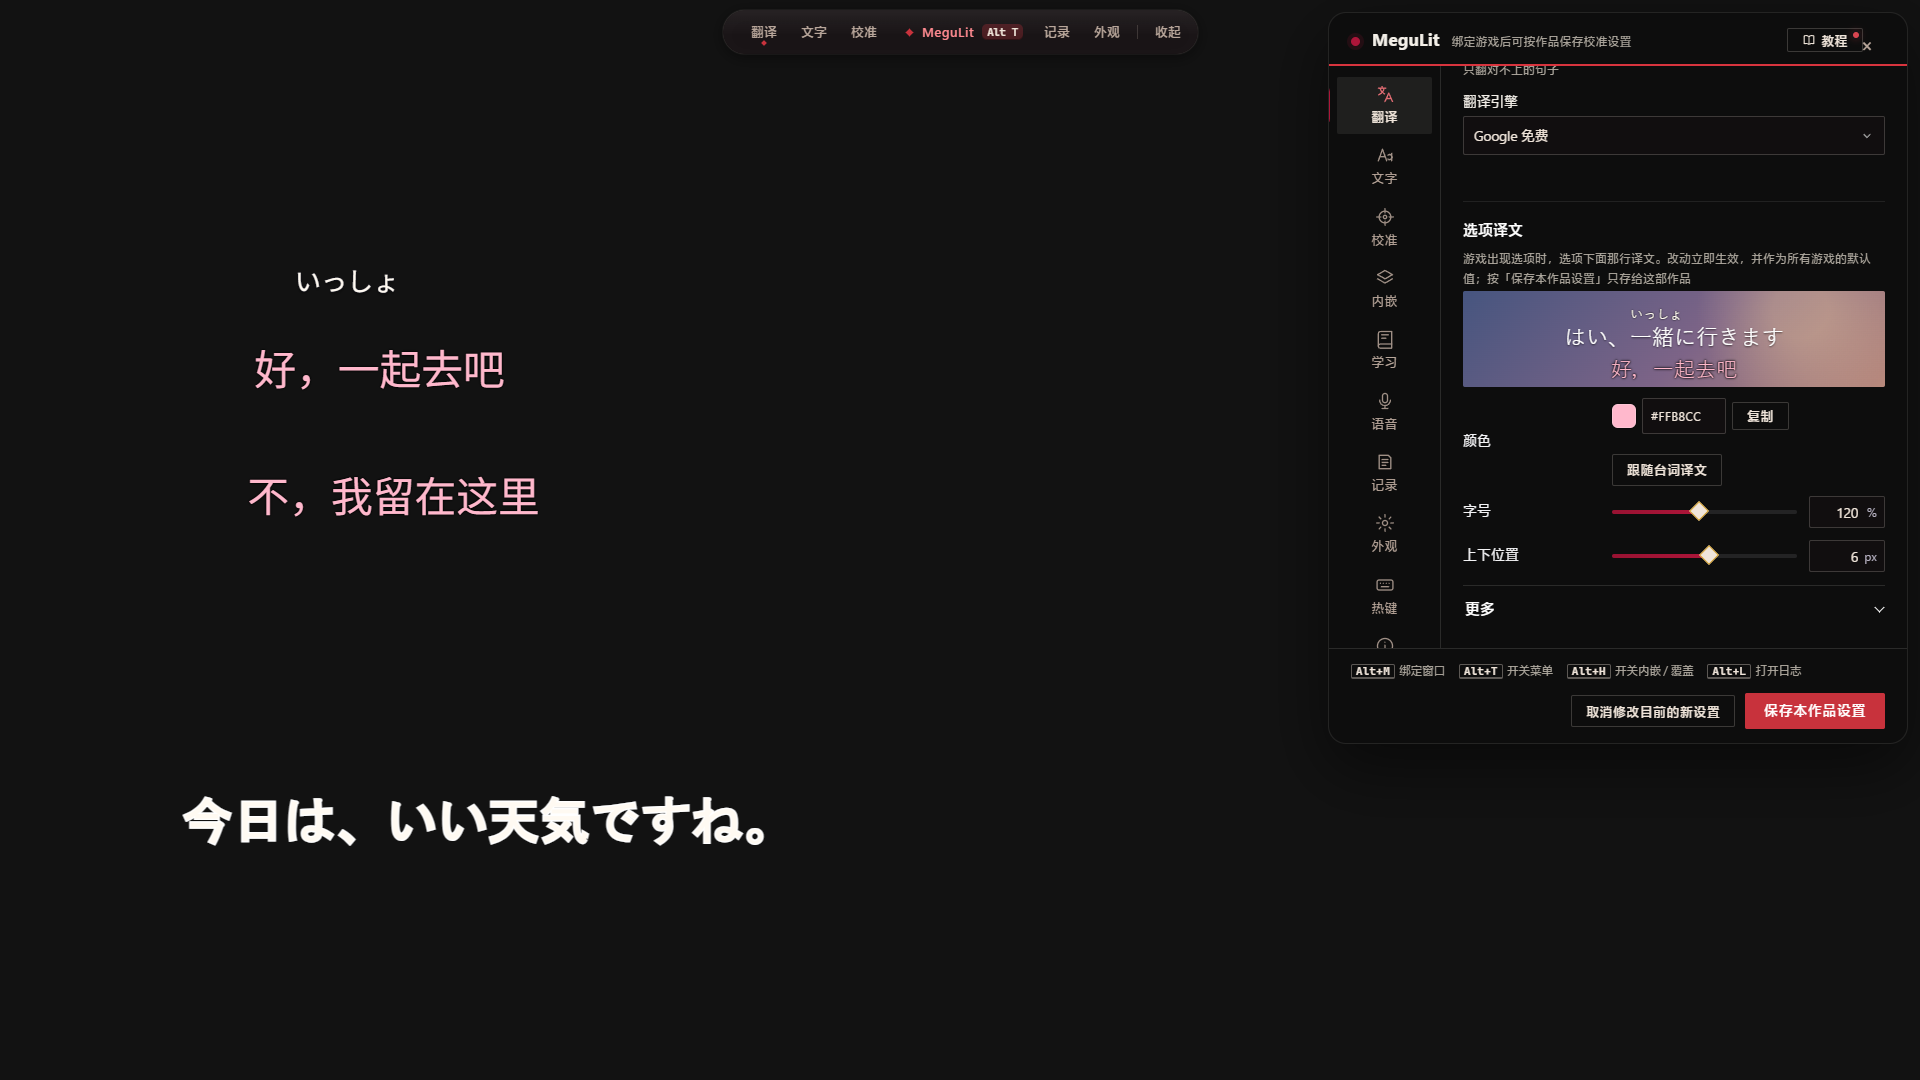 翻译 文字 校准 MeguLit Alt T 记录 外观 收起
いっしょ
好，一起去吧
不，我留在这里
今日は、いい天気ですね。
MeguLit 绑定游戏后可按作品保存校准设置 教程
翻译
文字
校准
内嵌
学习
语音
记录
外观
热键
只翻对不上的句子
翻译引擎
Google 免费
选项译文
游戏出现选项时，选项下面那行译文。改动立即生效，并作为所有游戏的默认
值；按「保存本作品设置」只存给这部作品
いっしょ
はい、一緒に行きます
好，一起去吧
颜色 #FFB8CC 复制
跟随台词译文
字号 120 %
上下位置 6 px
更多
Alt+M 绑定窗口 Alt+T 开关菜单 Alt+H 开关内嵌 / 覆盖 Alt+L 打开日志
取消修改目前的新设置 保存本作品设置